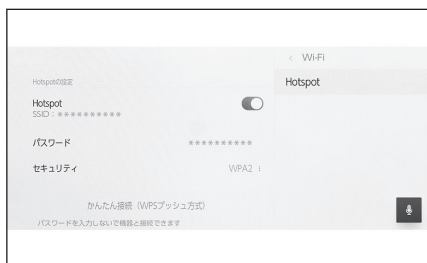 Wi-Fi
Hotspot
Hotspotの設定
Hotspot
SSID：**********
パスワード **********
セキュリティ WPA2
かんたん接続（WPSプッシュ方式）
パスワードを入力しないで機器と接続できます